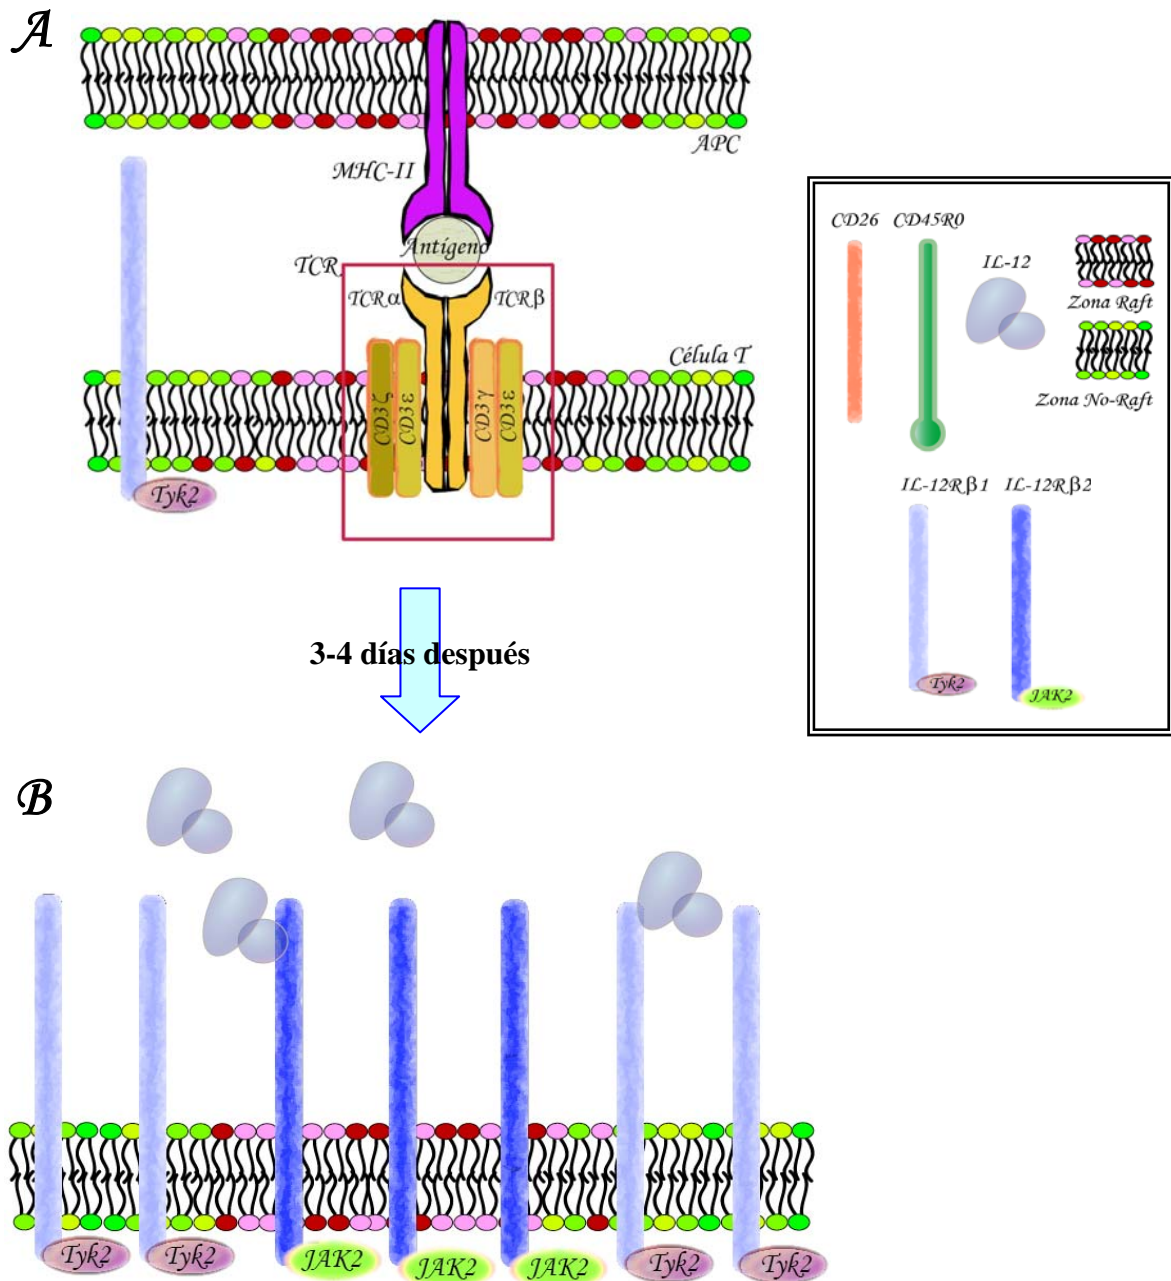 A
APC
MHC-II
Antígeno
TCR
TCRα
TCRβ
Célula T
CD3ζ
CD3ε
CD3γ
CD3ε
Tyk2
CD26 CD45R0
IL-12
Zona Raft
Zona No-Raft
IL-12Rβ1 IL-12Rβ2
Tyk2
JAK2
3-4 días después
B
Tyk2 Tyk2 JAK2 JAK2 JAK2 Tyk2 Tyk2